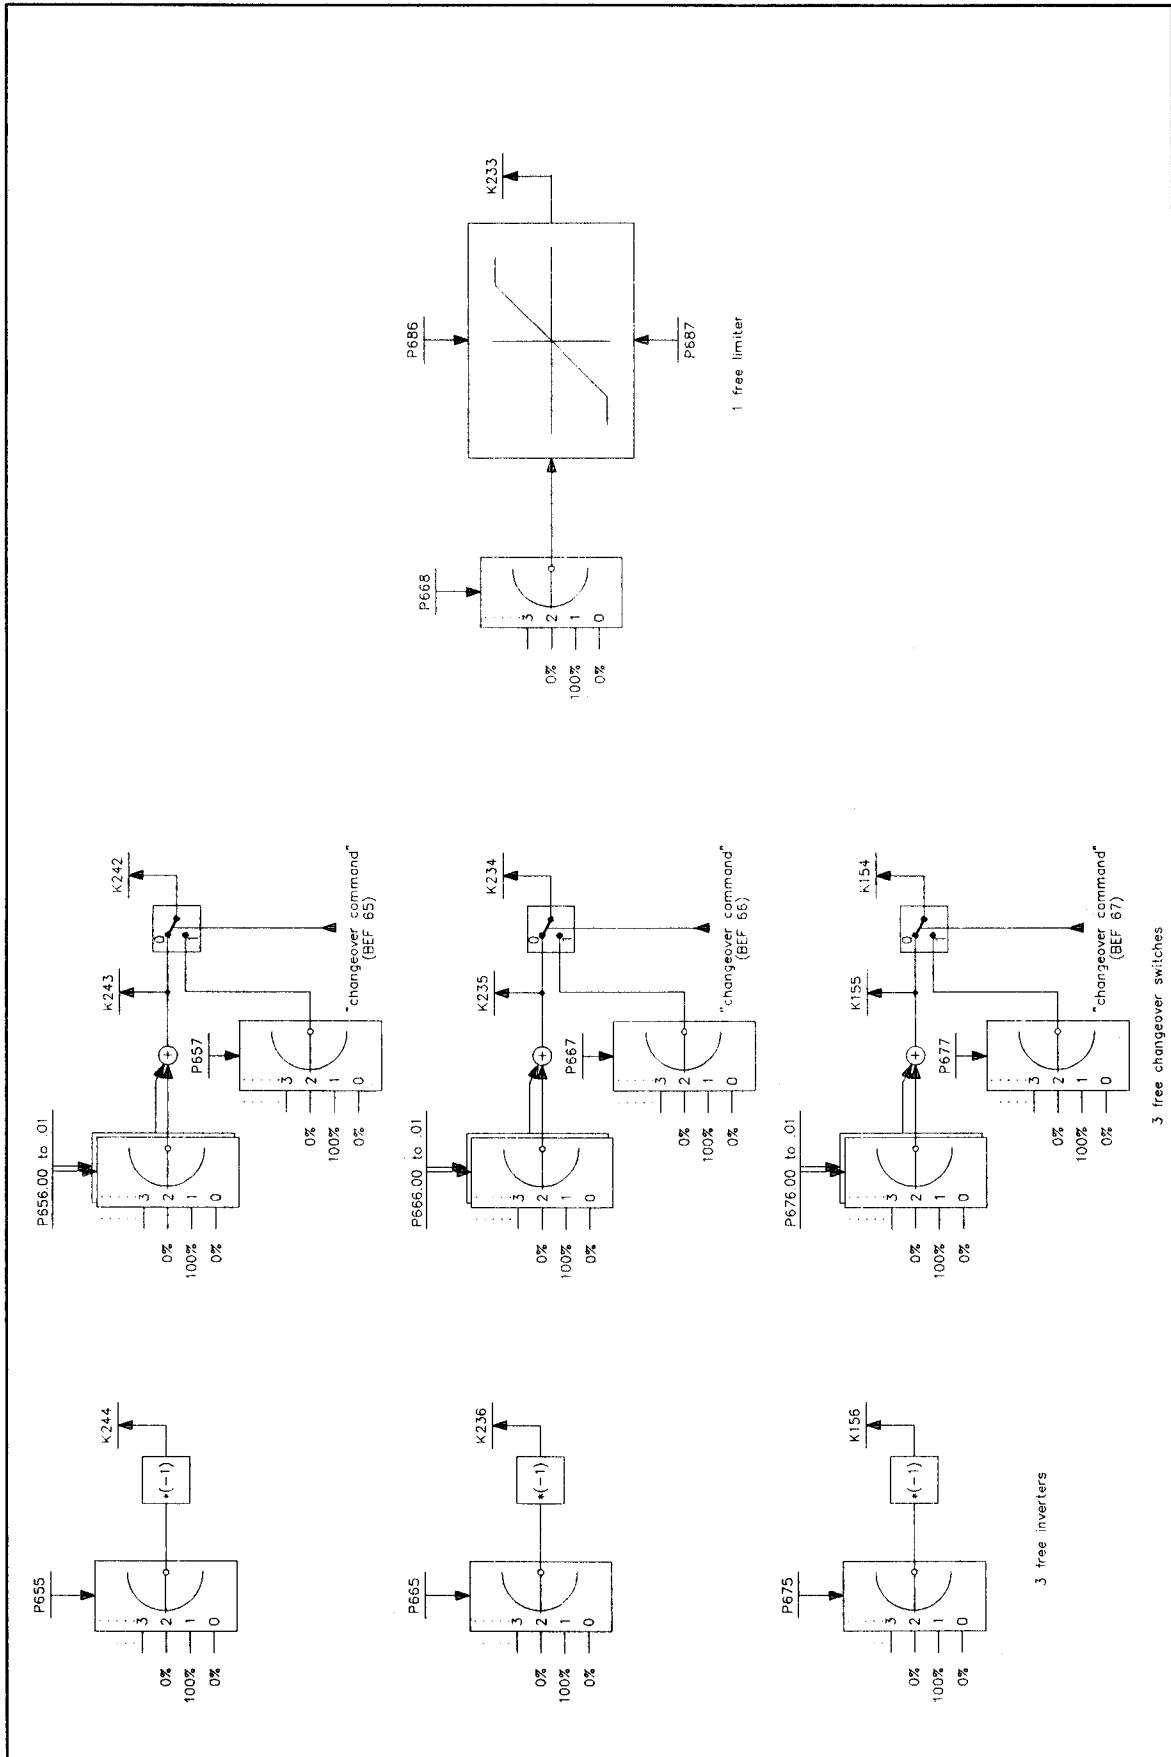 P655
3
2
1
0
0%
100%
0%
*(-1)
K244
P665
3
2
1
0
0%
100%
0%
*(-1)
K236
P675
3
2
1
0
0%
100%
0%
*(-1)
K156
3 free inverters
P656.00 to .01
3
2
1
0
0%
100%
0%
+
K243
P657
3
2
1
0
0%
100%
0%
0
1
K242
"changeover command"
(BEF 65)
P666.00 to .01
3
2
1
0
0%
100%
0%
+
K235
P667
3
2
1
0
0%
100%
0%
0
1
K234
"changeover command"
(BEF 66)
P676.00 to .01
3
2
1
0
0%
100%
0%
+
K155
P677
3
2
1
0
0%
100%
0%
0
1
K154
"changeover command"
(BEF 67)
3 free changeover switches
P668
3
2
1
0
0%
100%
0%
P686
K233
P687
1 free limiter